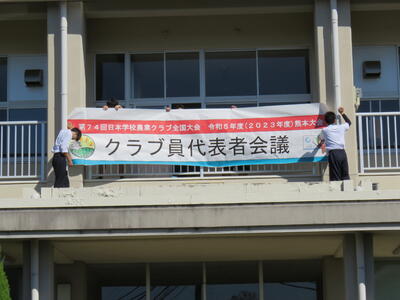 第74回日本学校農業クラブ全国大会 令和5年度(2023年度)熊本大会
クラブ員代表者会議